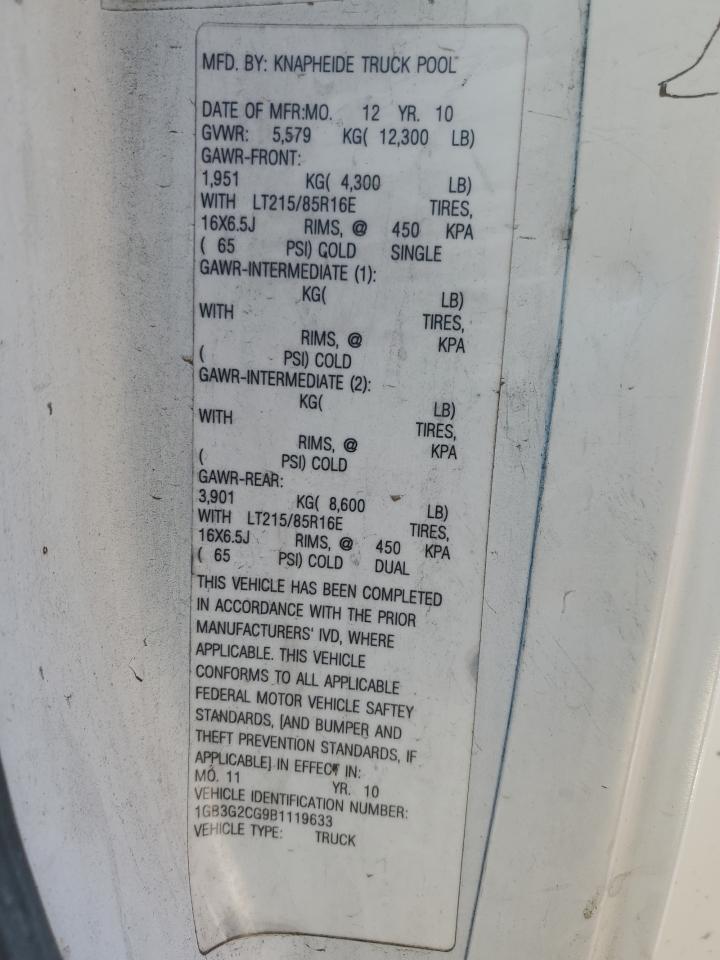 MFD. BY: KNAPHEIDE TRUCK POOL
DATE OF MFR:MO. 12 YR. 10
GVWR: 5,579 KG( 12,300 LB)
GAWR-FRONT:
1,951 KG( 4,300 LB)
WITH LT215/85R16E TIRES,
16X6.5J RIMS, @ 450 KPA
( 65 PSI) COLD SINGLE
GAWR-INTERMEDIATE (1):
KG( LB)
WITH TIRES,
RIMS, @ KPA
( PSI) COLD
GAWR-INTERMEDIATE (2):
KG( LB)
WITH TIRES,
RIMS, @ KPA
( PSI) COLD
GAWR-REAR:
3,901 KG( 8,600 LB)
WITH LT215/85R16E TIRES,
16X6.5J RIMS, @ 450 KPA
( 65 PSI) COLD DUAL
THIS VEHICLE HAS BEEN COMPLETED
IN ACCORDANCE WITH THE PRIOR
MANUFACTURERS' IVD, WHERE
APPLICABLE. THIS VEHICLE
CONFORMS TO ALL APPLICABLE
FEDERAL MOTOR VEHICLE SAFTEY
STANDARDS, [AND BUMPER AND
THEFT PREVENTION STANDARDS, IF
APPLICABLE] IN EFFECT IN:
MO. 11 YR. 10
VEHICLE IDENTIFICATION NUMBER:
1GB3G2CG9B1119633
VEHICLE TYPE: TRUCK